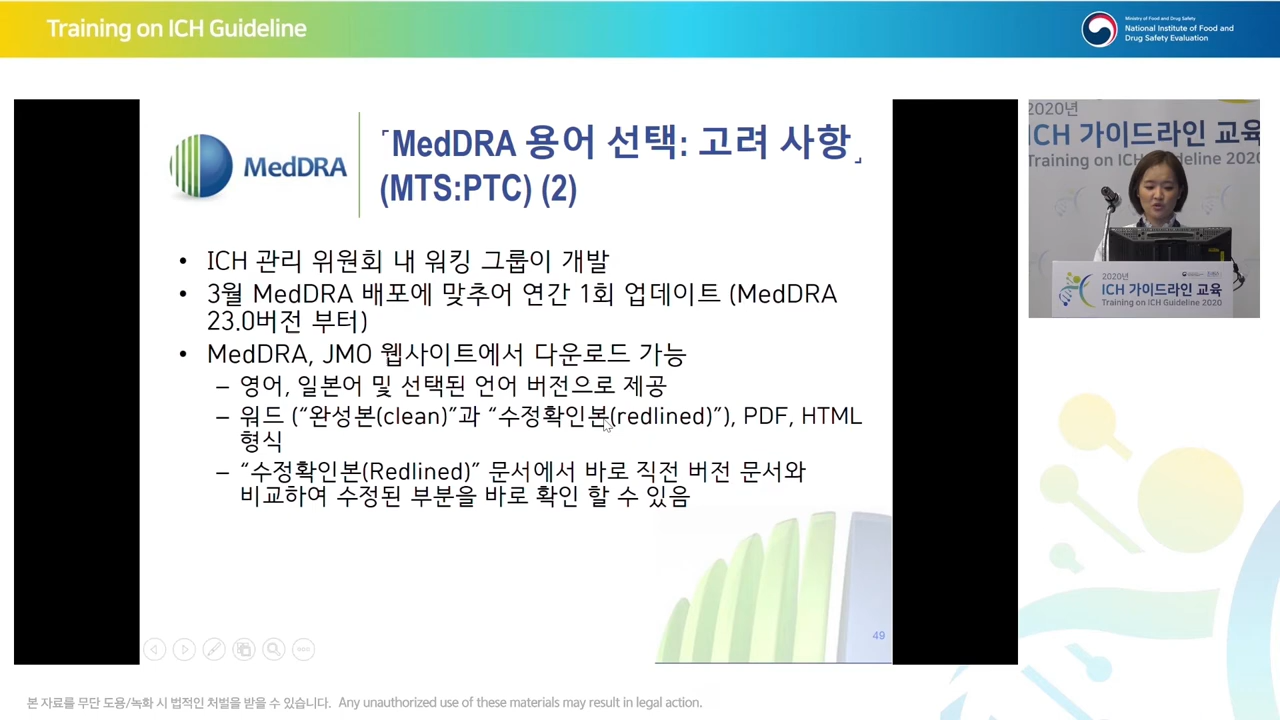 Training on ICH Guideline
Ministry of Food and Drug Safety
National Institute of Food and
Drug Safety Evaluation
MedDRA
「MedDRA 용어 선택: 고려 사항」
(MTS:PTC) (2)
• ICH 관리 위원회 내 워킹 그룹이 개발
• 3월 MedDRA 배포에 맞추어 연간 1회 업데이트 (MedDRA
23.0버전 부터)
• MedDRA, JMO 웹사이트에서 다운로드 가능
– 영어, 일본어 및 선택된 언어 버전으로 제공
– 워드 (“완성본(clean)”과 “수정확인본(redlined)”), PDF, HTML
형식
– “수정확인본(Redlined)” 문서에서 바로 직전 버전 문서와
비교하여 수정된 부분을 바로 확인 할 수 있음
49
2020년
ICH 가이드라인 교육
Training on ICH Guideline 2020
2020년
ICH 가이드라인 교육
Training on ICH Guideline 2020
본 자료를 무단 도용/녹화 시 법적인 처벌을 받을 수 있습니다. Any unauthorized use of these materials may result in legal action.